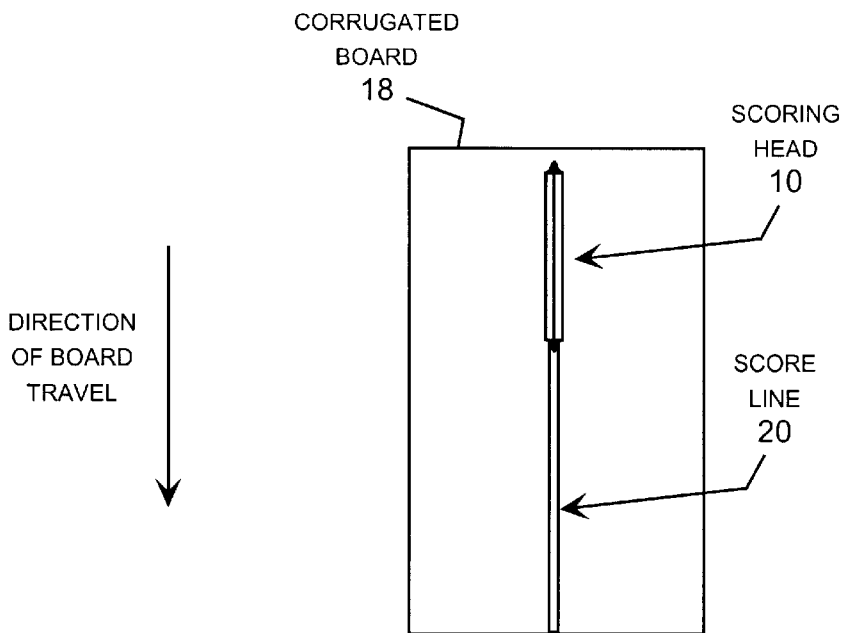 CORRUGATED
BOARD
18
SCORING
HEAD
10
DIRECTION
OF BOARD
TRAVEL
SCORE
LINE
20